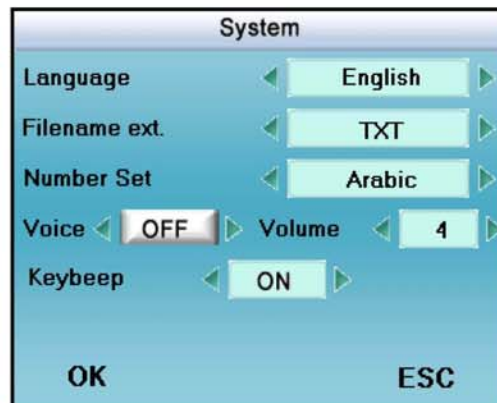 System
Language English
Filename ext. TXT
Number Set Arabic
Voice OFF Volume 4
Keybeep ON
OK ESC